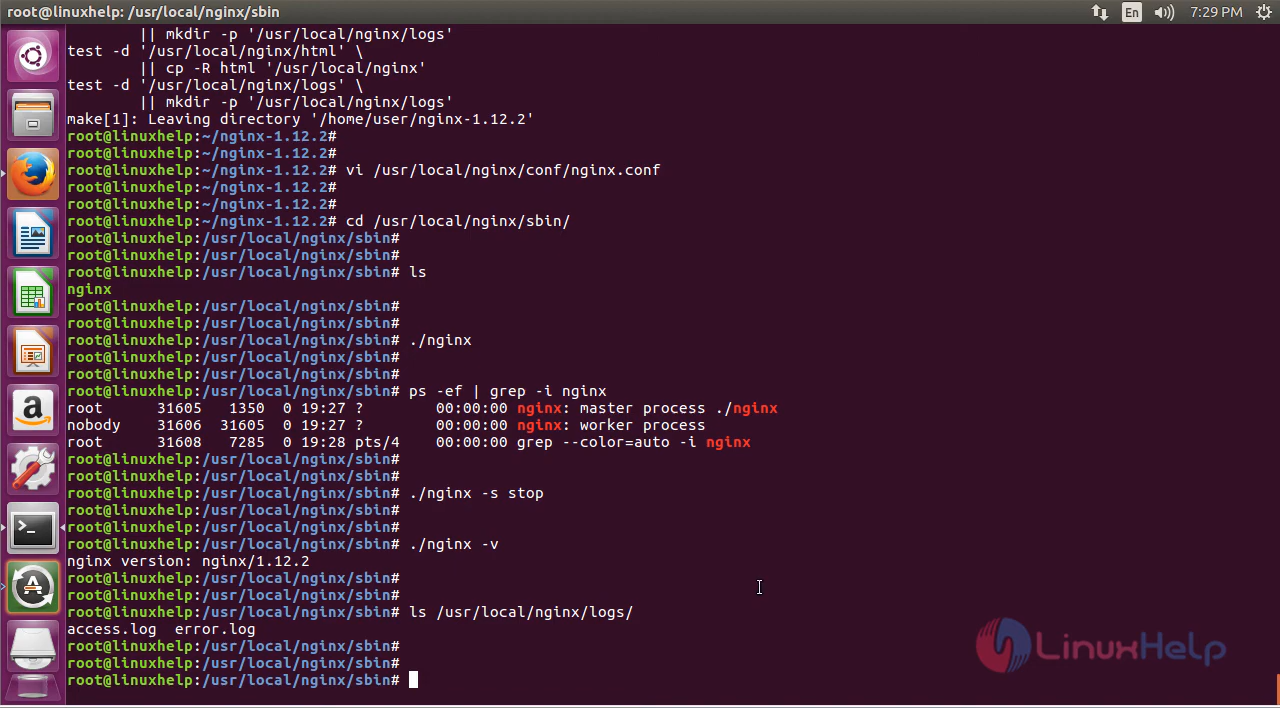 root@linuxhelp: /usr/local/nginx/sbin
En
7:29 PM
        || mkdir -p '/usr/local/nginx/logs'
test -d '/usr/local/nginx/html' \
        || cp -R html '/usr/local/nginx'
test -d '/usr/local/nginx/logs' \
        || mkdir -p '/usr/local/nginx/logs'
make[1]: Leaving directory '/home/user/nginx-1.12.2'
root@linuxhelp:~/nginx-1.12.2#
root@linuxhelp:~/nginx-1.12.2#
root@linuxhelp:~/nginx-1.12.2# vi /usr/local/nginx/conf/nginx.conf
root@linuxhelp:~/nginx-1.12.2#
root@linuxhelp:~/nginx-1.12.2#
root@linuxhelp:~/nginx-1.12.2# cd /usr/local/nginx/sbin/
root@linuxhelp:/usr/local/nginx/sbin#
root@linuxhelp:/usr/local/nginx/sbin#
root@linuxhelp:/usr/local/nginx/sbin# ls
nginx
root@linuxhelp:/usr/local/nginx/sbin#
root@linuxhelp:/usr/local/nginx/sbin#
root@linuxhelp:/usr/local/nginx/sbin# ./nginx
root@linuxhelp:/usr/local/nginx/sbin#
root@linuxhelp:/usr/local/nginx/sbin#
root@linuxhelp:/usr/local/nginx/sbin# ps -ef | grep -i nginx
root      31605   1350  0 19:27 ?        00:00:00 nginx: master process ./nginx
nobody    31606  31605  0 19:27 ?        00:00:00 nginx: worker process
root      31608   7285  0 19:28 pts/4    00:00:00 grep --color=auto -i nginx
root@linuxhelp:/usr/local/nginx/sbin#
root@linuxhelp:/usr/local/nginx/sbin#
root@linuxhelp:/usr/local/nginx/sbin# ./nginx -s stop
root@linuxhelp:/usr/local/nginx/sbin#
root@linuxhelp:/usr/local/nginx/sbin#
root@linuxhelp:/usr/local/nginx/sbin# ./nginx -v
nginx version: nginx/1.12.2
root@linuxhelp:/usr/local/nginx/sbin#
root@linuxhelp:/usr/local/nginx/sbin#
root@linuxhelp:/usr/local/nginx/sbin# ls /usr/local/nginx/logs/
access.log  error.log
root@linuxhelp:/usr/local/nginx/sbin#
root@linuxhelp:/usr/local/nginx/sbin#
root@linuxhelp:/usr/local/nginx/sbin#
LinuxHelp